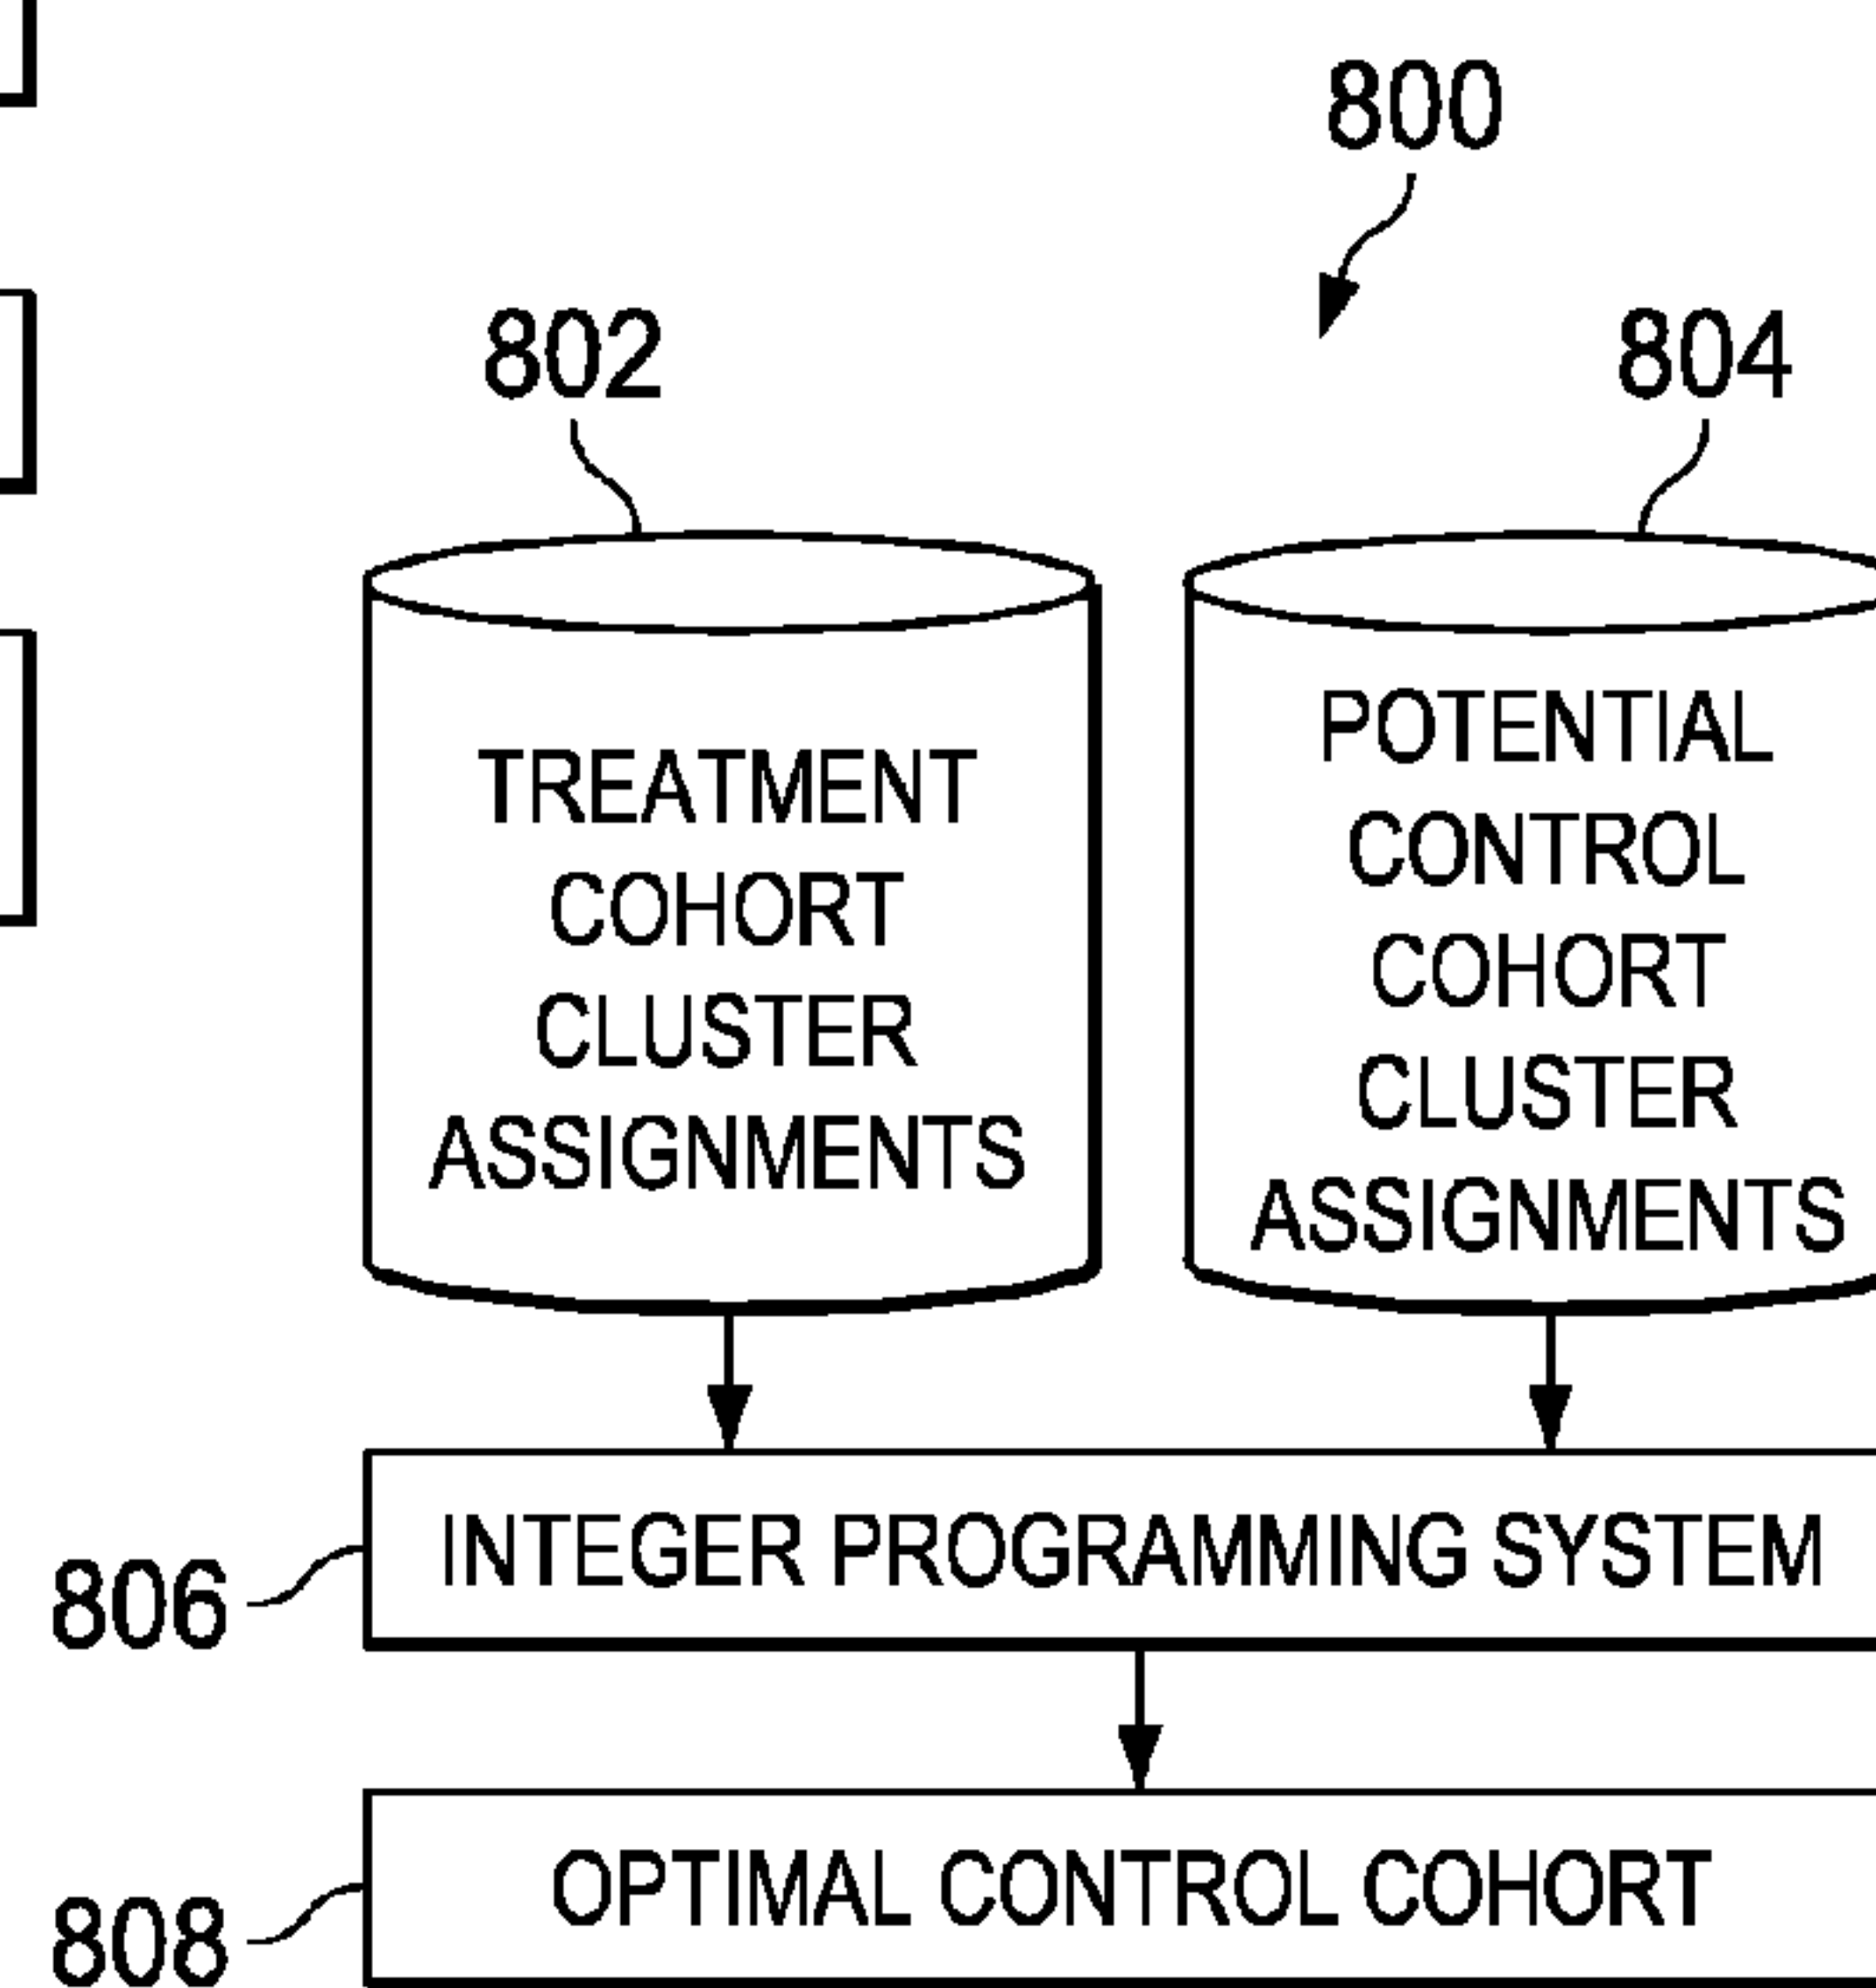 800
802
804
TREATMENT
COHORT
CLUSTER
ASSIGNMENTS
POTENTIAL
CONTROL
COHORT
CLUSTER
ASSIGNMENTS
806
INTEGER PROGRAMMING SYSTEM
808
OPTIMAL CONTROL COHORT